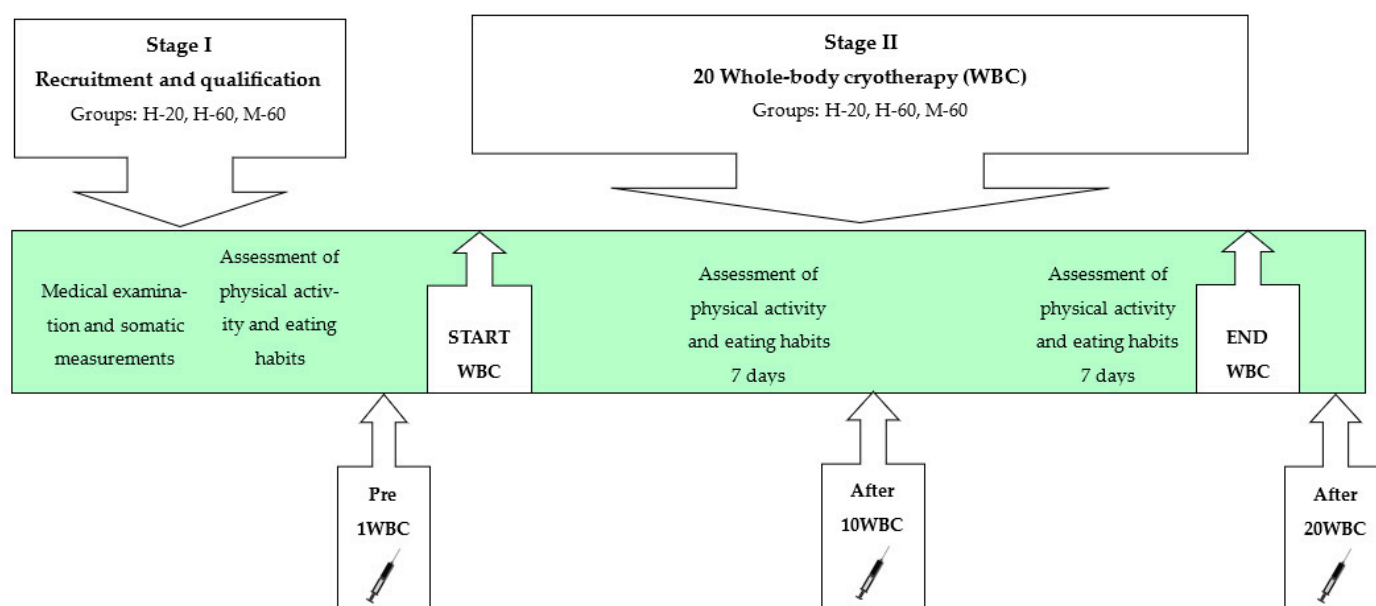 Stage I
Recruitment and qualification
Groups: H-20, H-60, M-60
Stage II
20 Whole-body cryotherapy (WBC)
Groups: H-20, H-60, M-60
Medical examina-
tion and somatic
measurements
Assessment of
physical activ-
ity and eating
habits
START
WBC
Assessment of
physical activity
and eating habits
7 days
Assessment of
physical activity
and eating habits
7 days
END
WBC
Pre
1WBC
After
10WBC
After
20WBC